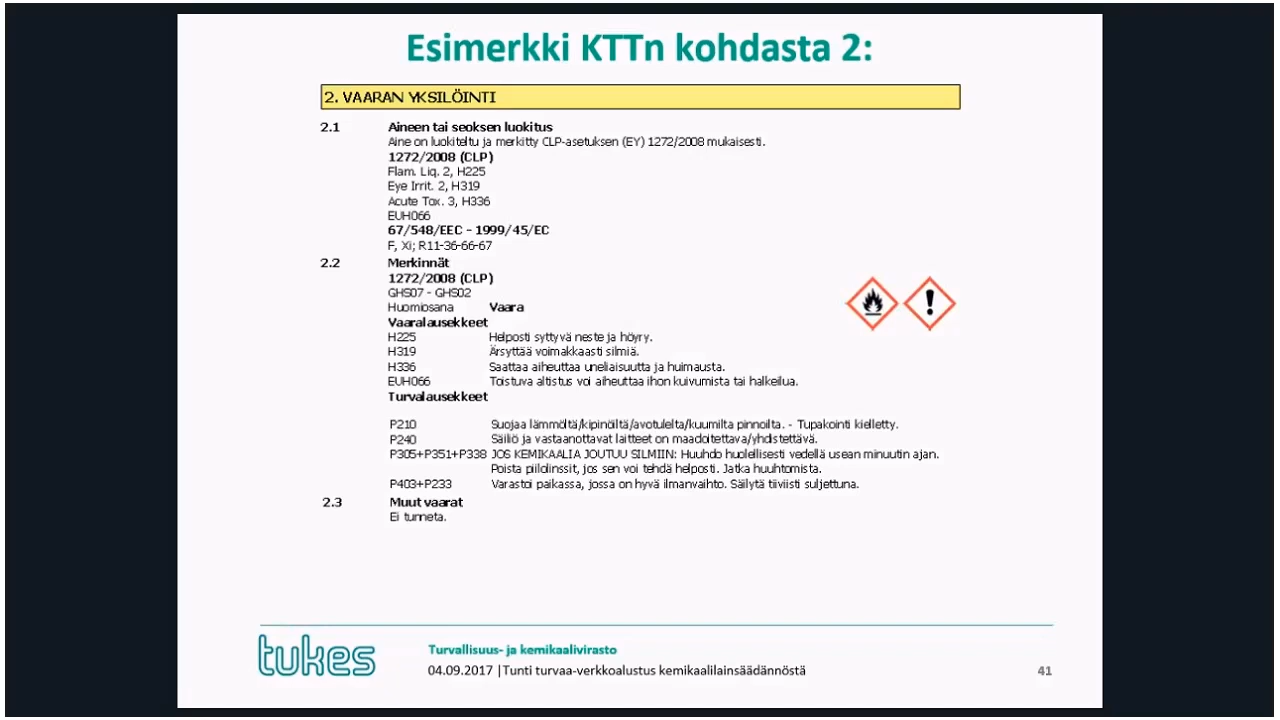 Esimerkki KTTn kohdasta 2:
2. VAARAN YKSILÖINTI
2.1 Aineen tai seoksen luokitus
Aine on luokiteltu ja merkitty CLP-asetuksen (EY) 1272/2008 mukaisesti.
1272/2008 (CLP)
Flam. Liq. 2, H225
Eye Irrit. 2, H319
Acute Tox. 3, H336
EUH066
67/548/EEC - 1999/45/EC
F, Xi; R11-36-66-67
2.2 Merkinnät
1272/2008 (CLP)
GHS07 - GHS02
Huomiosana Vaara
Vaaralausekkeet
H225 Helposti syttyvä neste ja höyry.
H319 Ärsyttää voimakkaasti silmiä.
H336 Saattaa aiheuttaa uneliaisuutta ja huimausta.
EUH066 Toistuva altistus voi aiheuttaa ihon kuivumista tai halkeilua.
Turvalausekkeet
P210 Suojaa lämmöltä/kipinöiltä/avotulelta/kuumilta pinnoilta. - Tupakointi kielletty.
P240 Säiliö ja vastaanottavat laitteet on maadoitettava/yhdistettävä.
P305+P351+P338 JOS KEMIKAALIA JOUTUU SILMIIN: Huuhdo huolellisesti vedellä usean minuutin ajan.
Poista piilolinssit, jos sen voi tehdä helposti. Jatka huuhtomista.
P403+P233 Varastoi paikassa, jossa on hyvä ilmanvaihto. Säilytä tiiviisti suljettuna.
2.3 Muut vaarat
Ei tunneta.
tukes
Turvallisuus- ja kemikaalivirasto
04.09.2017 |Tunti turvaa-verkkoalustus kemikaalilainsäädännöstä
41